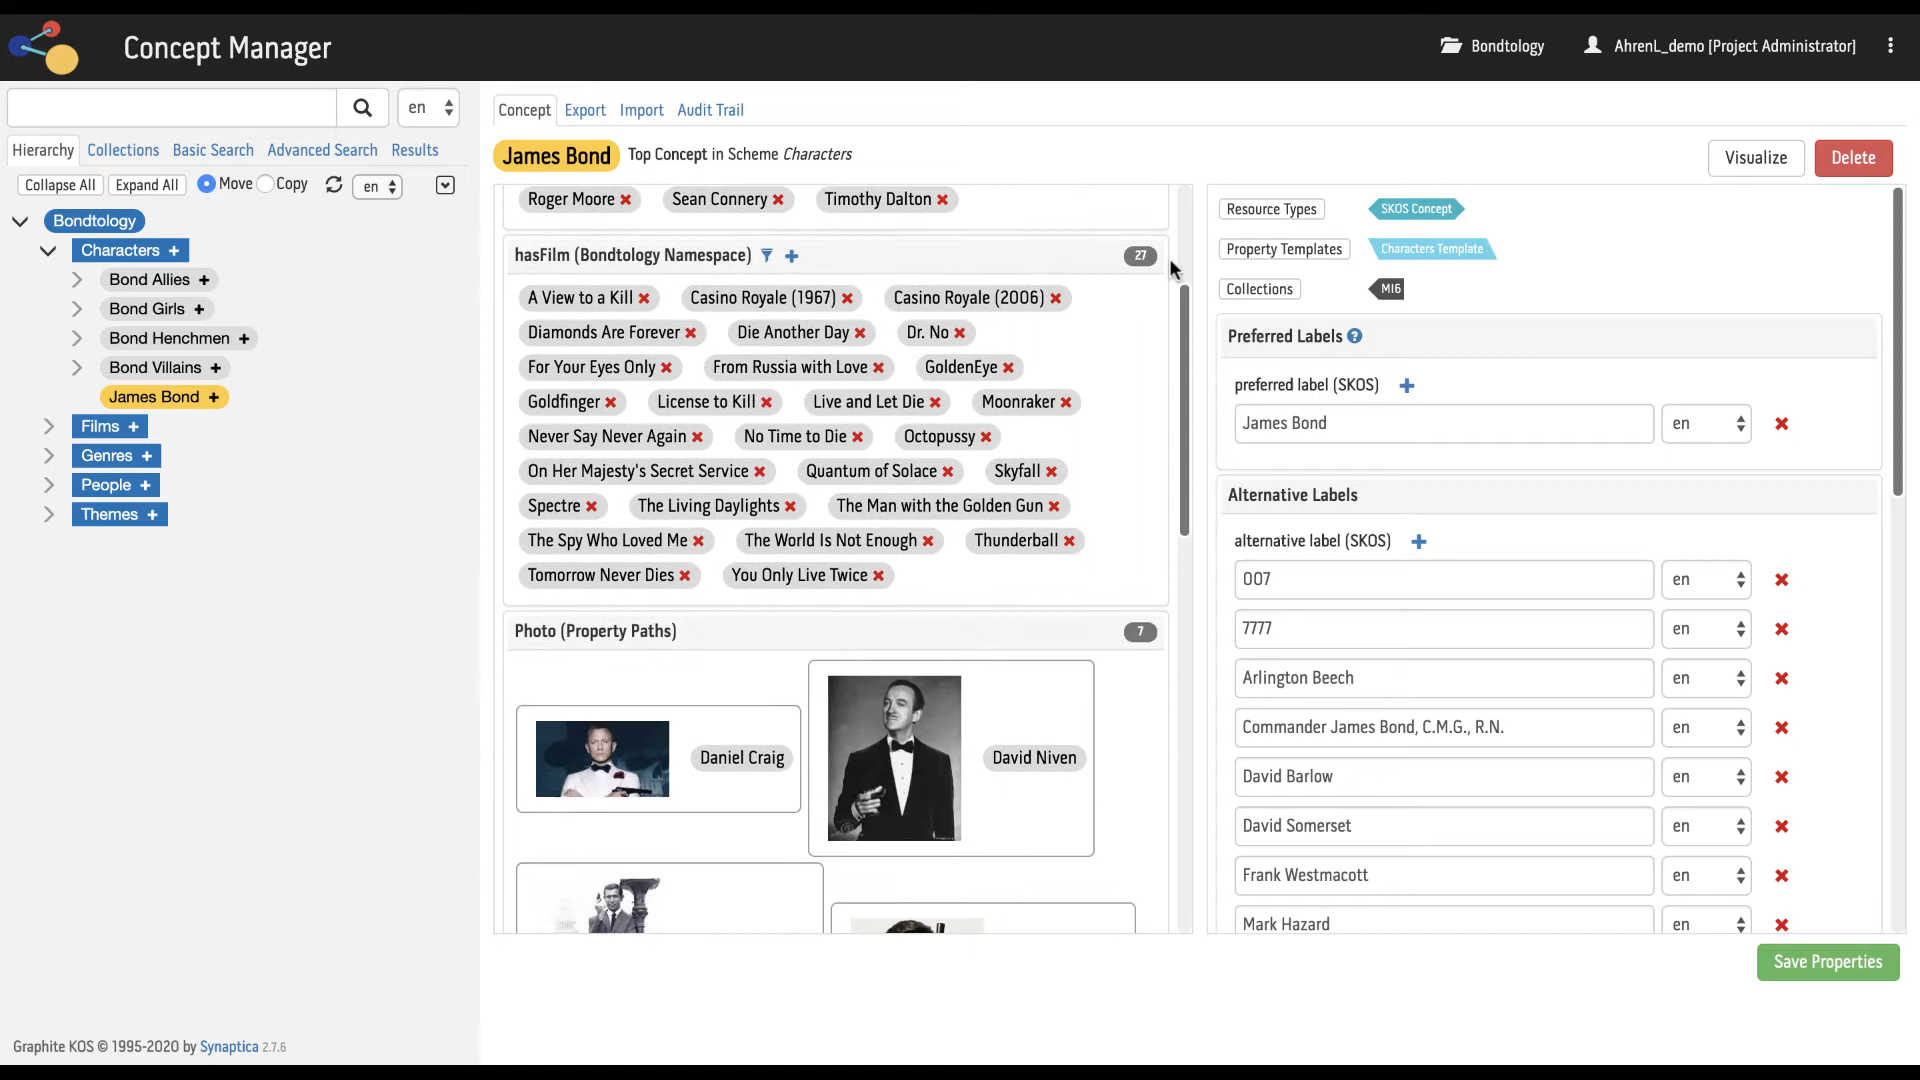 Concept Manager
Bondtology
AhrenL_demo [Project Administrator]
en
Hierarchy Collections Basic Search Advanced Search Results
Collapse All Expand All Move Copy en
Bondtology
Characters +
Bond Allies +
Bond Girls +
Bond Henchmen +
Bond Villains +
James Bond +
Films +
Genres +
People +
Themes +
Graphite KOS © 1995-2020 by Synaptica 2.7.6
Concept Export Import Audit Trail
James Bond Top Concept in Scheme Characters
Visualize Delete
Roger Moore Sean Connery Timothy Dalton
hasFilm (Bondtology Namespace) 27
A View to a Kill Casino Royale (1967) Casino Royale (2006)
Diamonds Are Forever Die Another Day Dr. No
For Your Eyes Only From Russia with Love GoldenEye
Goldfinger License to Kill Live and Let Die Moonraker
Never Say Never Again No Time to Die Octopussy
On Her Majesty's Secret Service Quantum of Solace Skyfall
Spectre The Living Daylights The Man with the Golden Gun
The Spy Who Loved Me The World Is Not Enough Thunderball
Tomorrow Never Dies You Only Live Twice
Photo (Property Paths) 7
Daniel Craig
David Niven
Resource Types SKOS Concept
Property Templates Characters Template
Collections MI6
Preferred Labels ?
preferred label (SKOS)
James Bond en
Alternative Labels
alternative label (SKOS)
007 en
7777 en
Arlington Beech en
Commander James Bond, C.M.G., R.N. en
David Barlow en
David Somerset en
Frank Westmacott en
Mark Hazard en
Save Properties